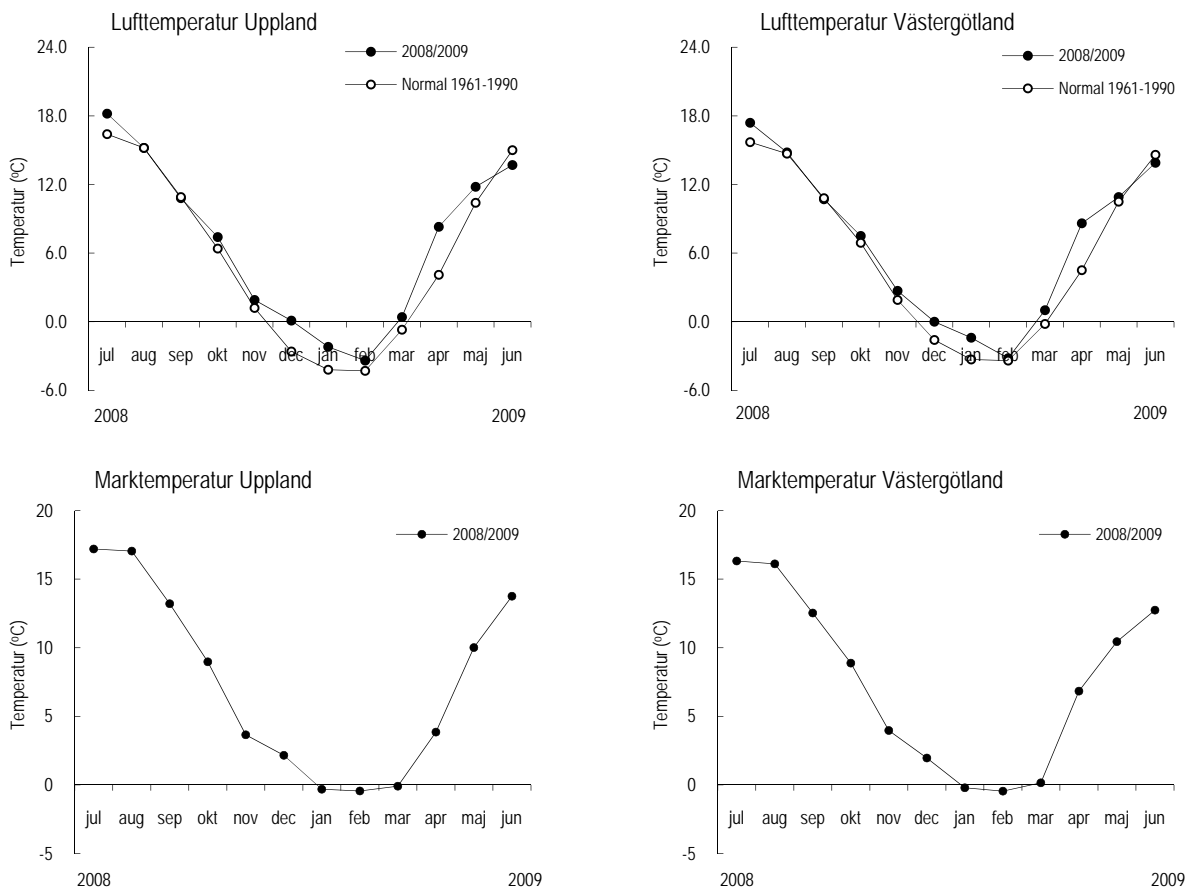 Lufttemperatur Uppland
24.0
18.0
12.0
6.0
0.0
-6.0
Temperatur (ºC)
2008/2009
Normal 1961-1990
jul aug sep okt nov dec jan feb mar apr maj jun
2008 2009
Lufttemperatur Västergötland
24.0
18.0
12.0
6.0
0.0
-6.0
Temperatur (ºC)
2008/2009
Normal 1961-1990
jul aug sep okt nov dec jan feb mar apr maj jun
2008 2009
Marktemperatur Uppland
20
15
10
5
0
-5
Temperatur (ºC)
2008/2009
jul aug sep okt nov dec jan feb mar apr maj jun
2008 2009
Marktemperatur Västergötland
20
15
10
5
0
-5
Temperatur (ºC)
2008/2009
jul aug sep okt nov dec jan feb mar apr maj jun
2008 2009